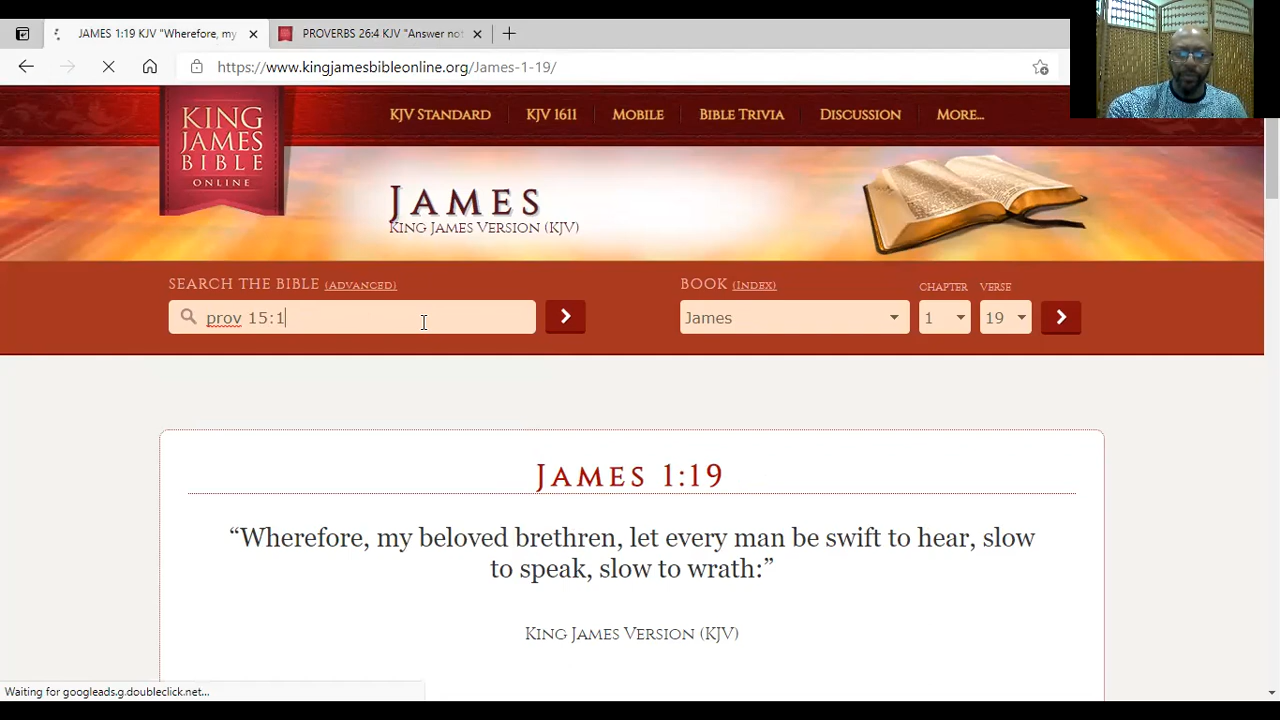 JAMES 1:19 KJV "Wherefore, my
PROVERBS 26:4 KJV "Answer no
https://www.kingjamesbibleonline.org/James-1-19/
KING
JAMES
BIBLE
ONLINE
KJV STANDARD
KJV 1611
MOBILE
BIBLE TRIVIA
DISCUSSION
MORE...
JAMES
KING JAMES VERSION (KJV)
SEARCH THE BIBLE (ADVANCED)
BOOK (INDEX)
CHAPTER
VERSE
prov 15:1
James
1
19
JAMES 1:19
“Wherefore, my beloved brethren, let every man be swift to hear, slow
to speak, slow to wrath:”
KING JAMES VERSION (KJV)
Waiting for googleads.g.doubleclick.net...